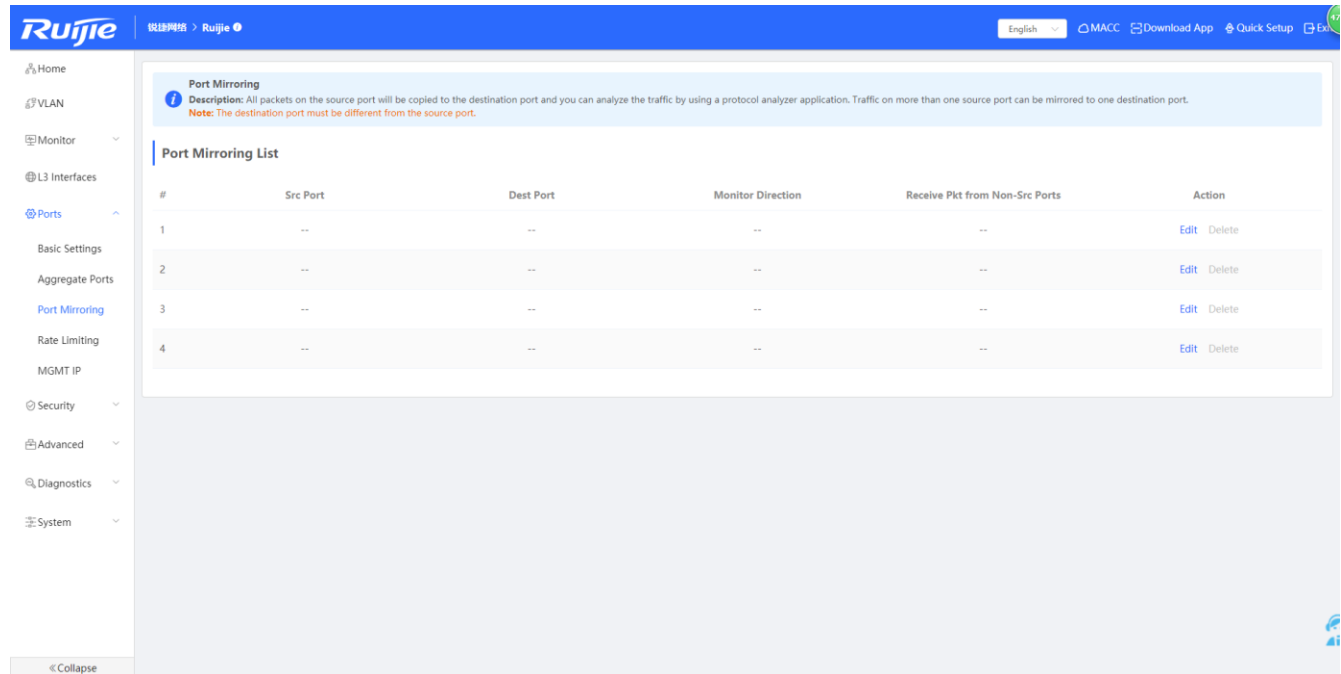 Ruijie 锐捷网络 > Ruijie English MACC Download App Quick Setup
Home
VLAN
Monitor
L3 Interfaces
Ports
Basic Settings
Aggregate Ports
Port Mirroring
Rate Limiting
MGMT IP
Security
Advanced
Diagnostics
System
«Collapse
Port Mirroring
Description: All packets on the source port will be copied to the destination port and you can analyze the traffic by using a protocol analyzer application. Traffic on more than one source port can be mirrored to one destination port.
Note: The destination port must be different from the source port.
Port Mirroring List
# Src Port Dest Port Monitor Direction Receive Pkt from Non-Src Ports Action
1 -- -- -- -- Edit Delete
2 -- -- -- -- Edit Delete
3 -- -- -- -- Edit Delete
4 -- -- -- -- Edit Delete